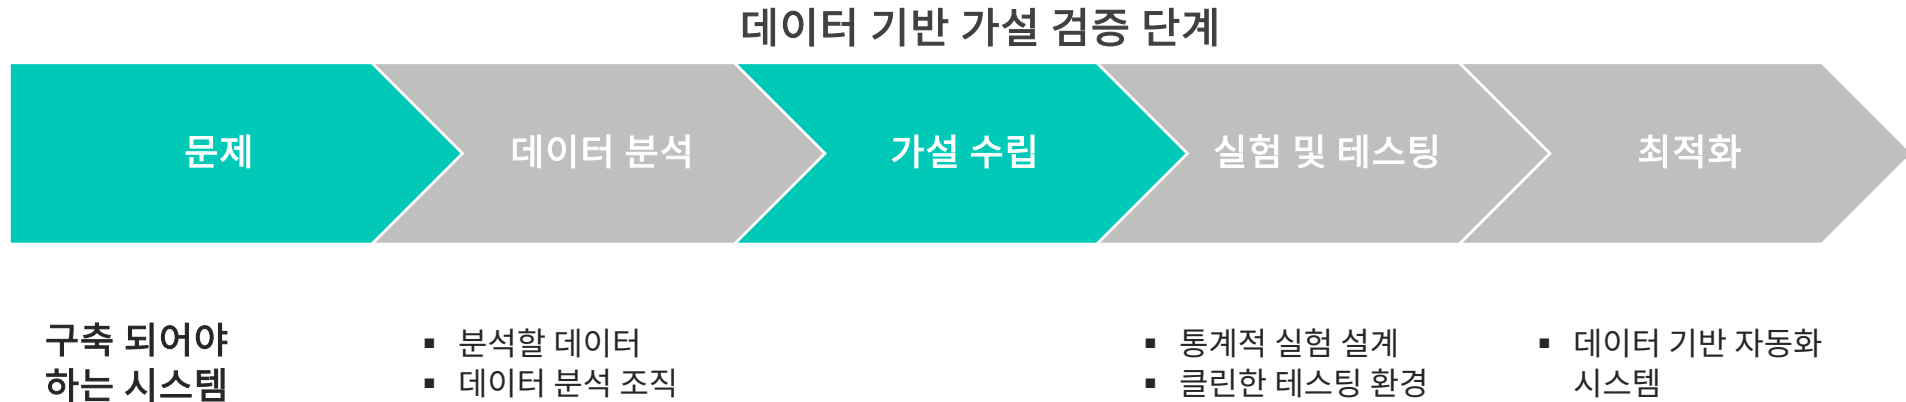 데이터 기반 가설 검증 단계
문제
데이터 분석
가설 수립
실험 및 테스팅
최적화
구축 되어야
하는 시스템
▪ 분석할 데이터
▪ 데이터 분석 조직
▪ 통계적 실험 설계
▪ 클린한 테스팅 환경
▪ 데이터 기반 자동화
시스템